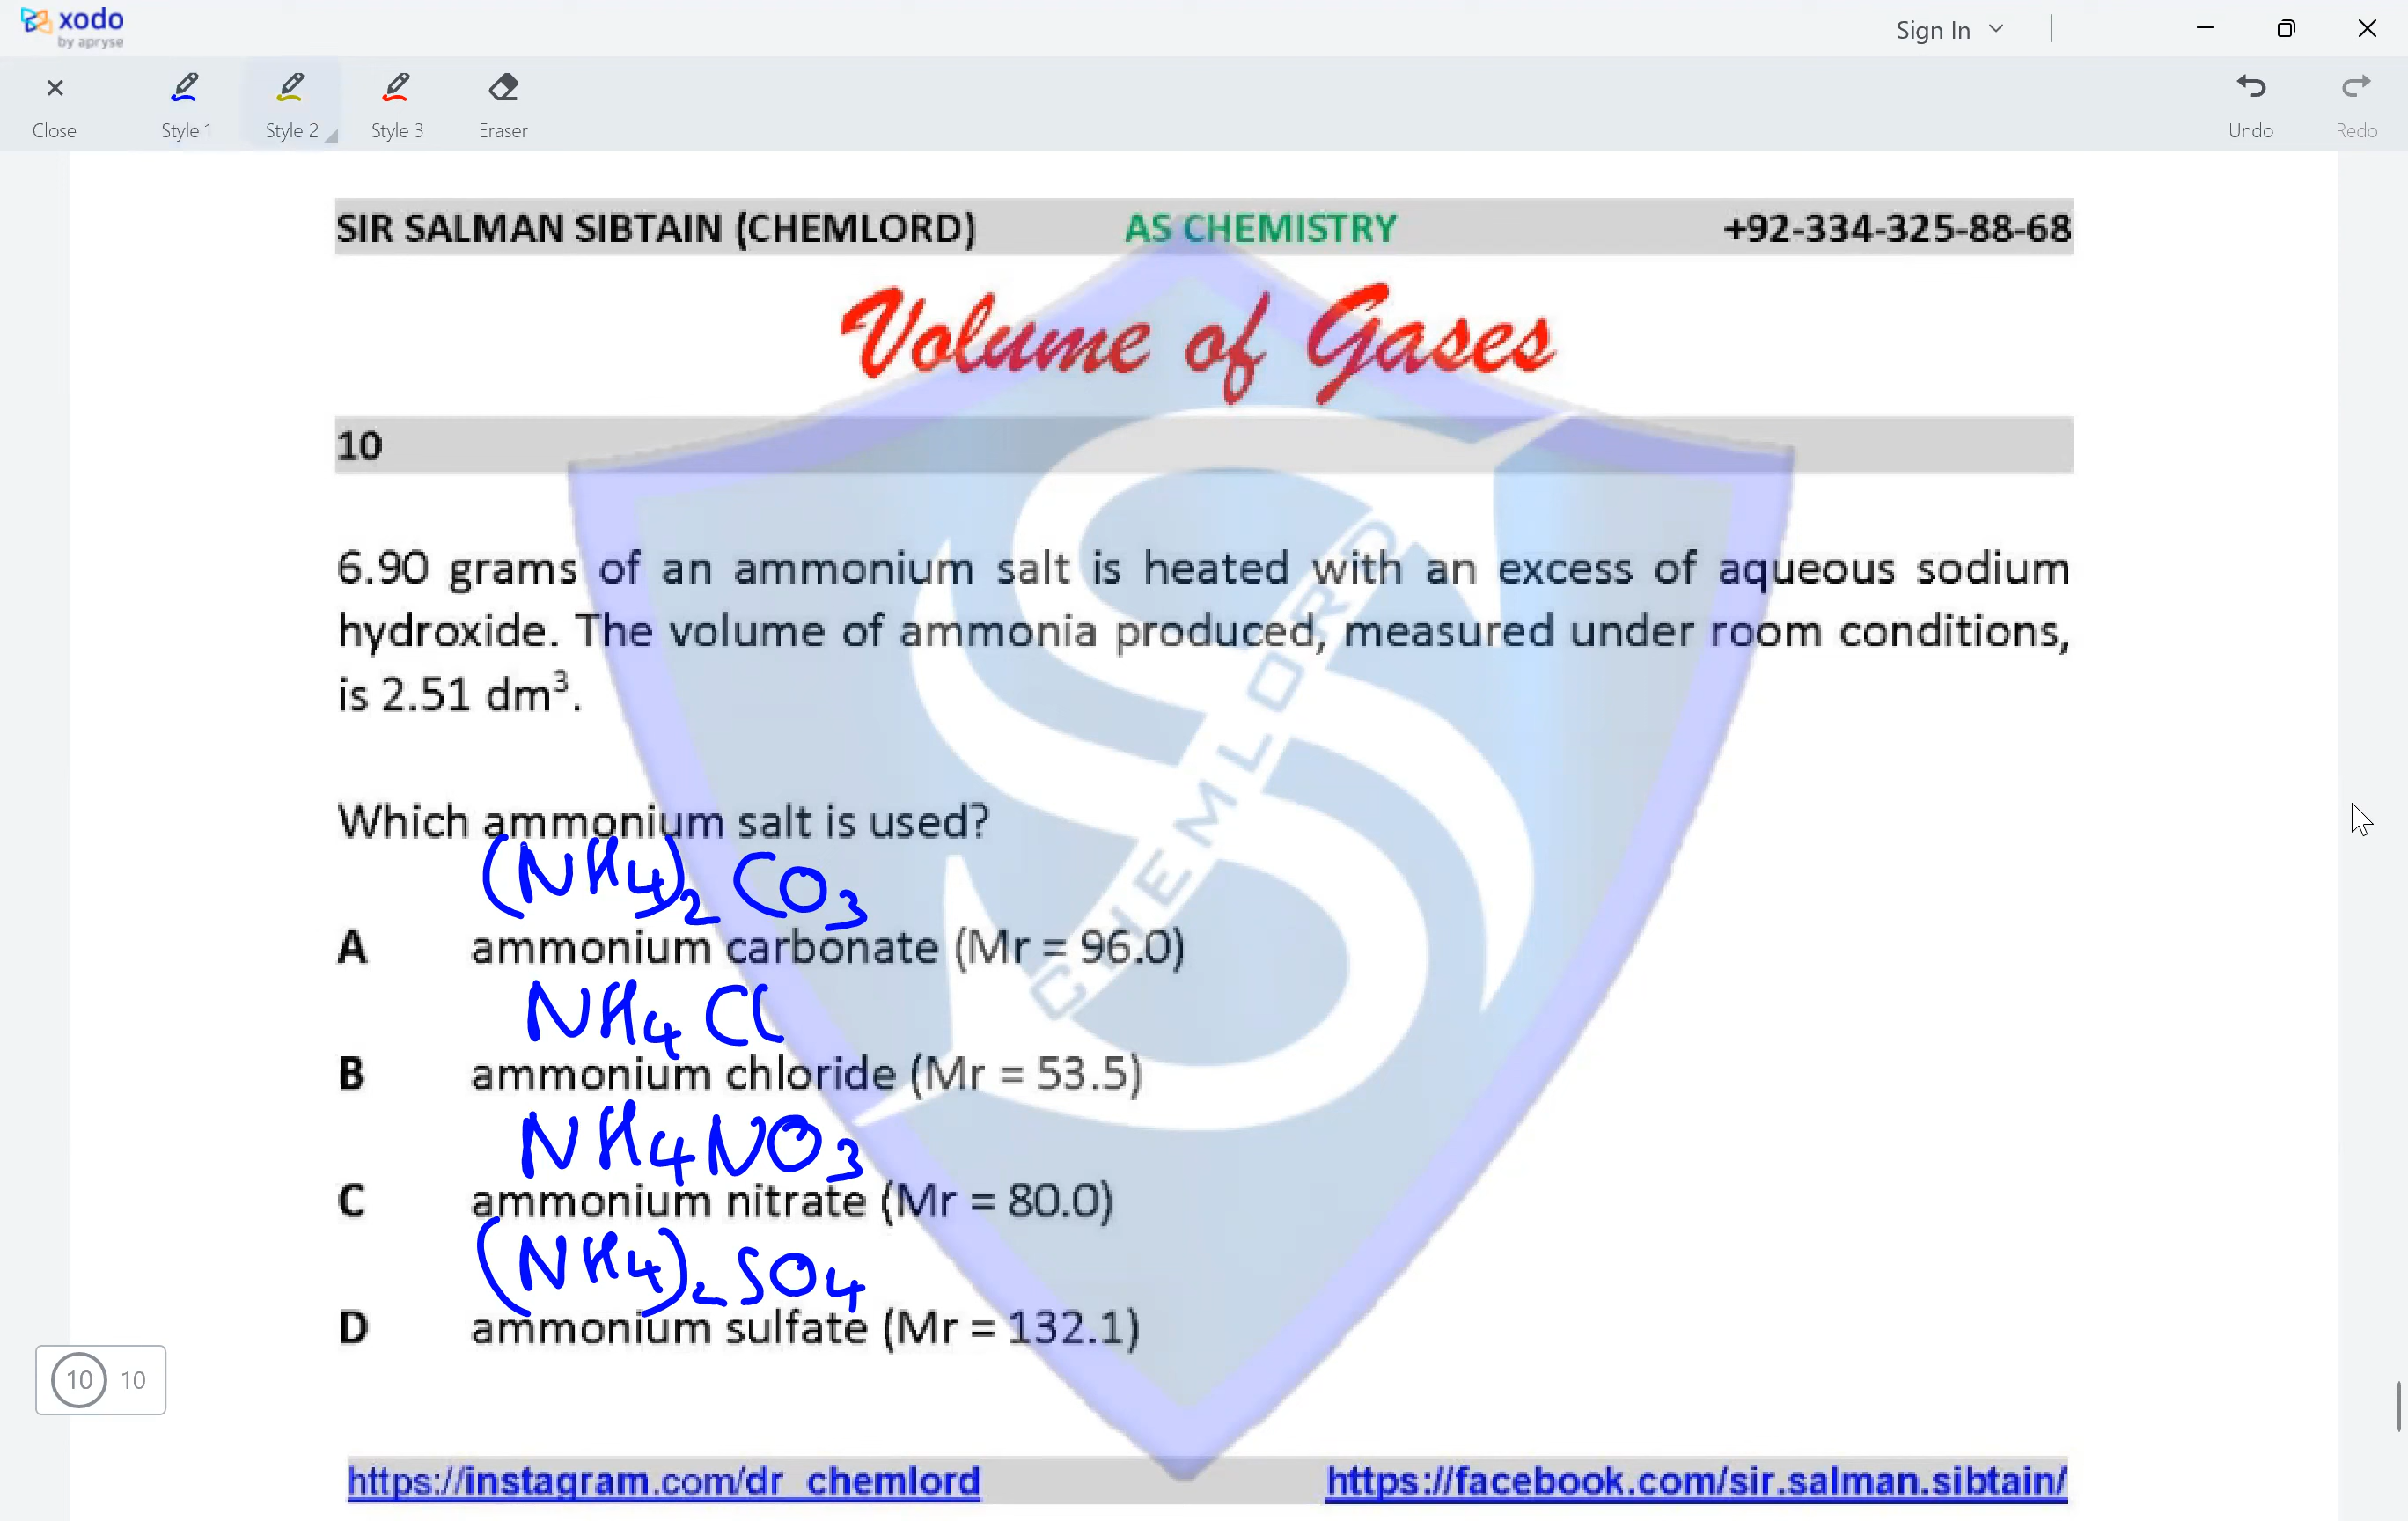 xodo
by apryse
Sign In
Close
Style 1
Style 2
Style 3
Eraser
Undo
Redo
SIR SALMAN SIBTAIN (CHEMLORD) AS CHEMISTRY +92-334-325-88-68
Volume of Gases
10
6.90 grams of an ammonium salt is heated with an excess of aqueous sodium
hydroxide. The volume of ammonia produced, measured under room conditions,
is 2.51 dm³.
Which ammonium salt is used?
(NH4)2 CO3
A ammonium carbonate (Mr = 96.0)
NH4 Cl
B ammonium chloride (Mr = 53.5)
NH4NO3
C ammonium nitrate (Mr = 80.0)
(NH4)2 SO4
D ammonium sulfate (Mr = 132.1)
CHEMLORD
10 10
https://instagram.com/dr_chemlord https://facebook.com/sir.salman.sibtain/